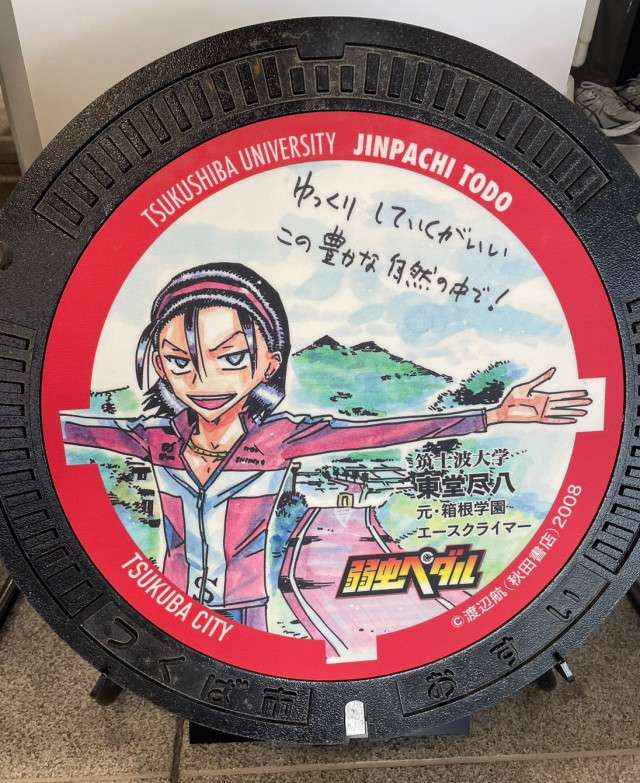 TSUKUSHIBA UNIVERSITY JINPACHI TODO
ゆっくり していくがいい
この豊かな自然の中で!
筑士波大学
東堂尽八
元・箱根学園
エースクライマー
弱虫ペダル
©渡辺航(秋田書店)2008
TSUKUBA CITY
S
つくば市
おすい